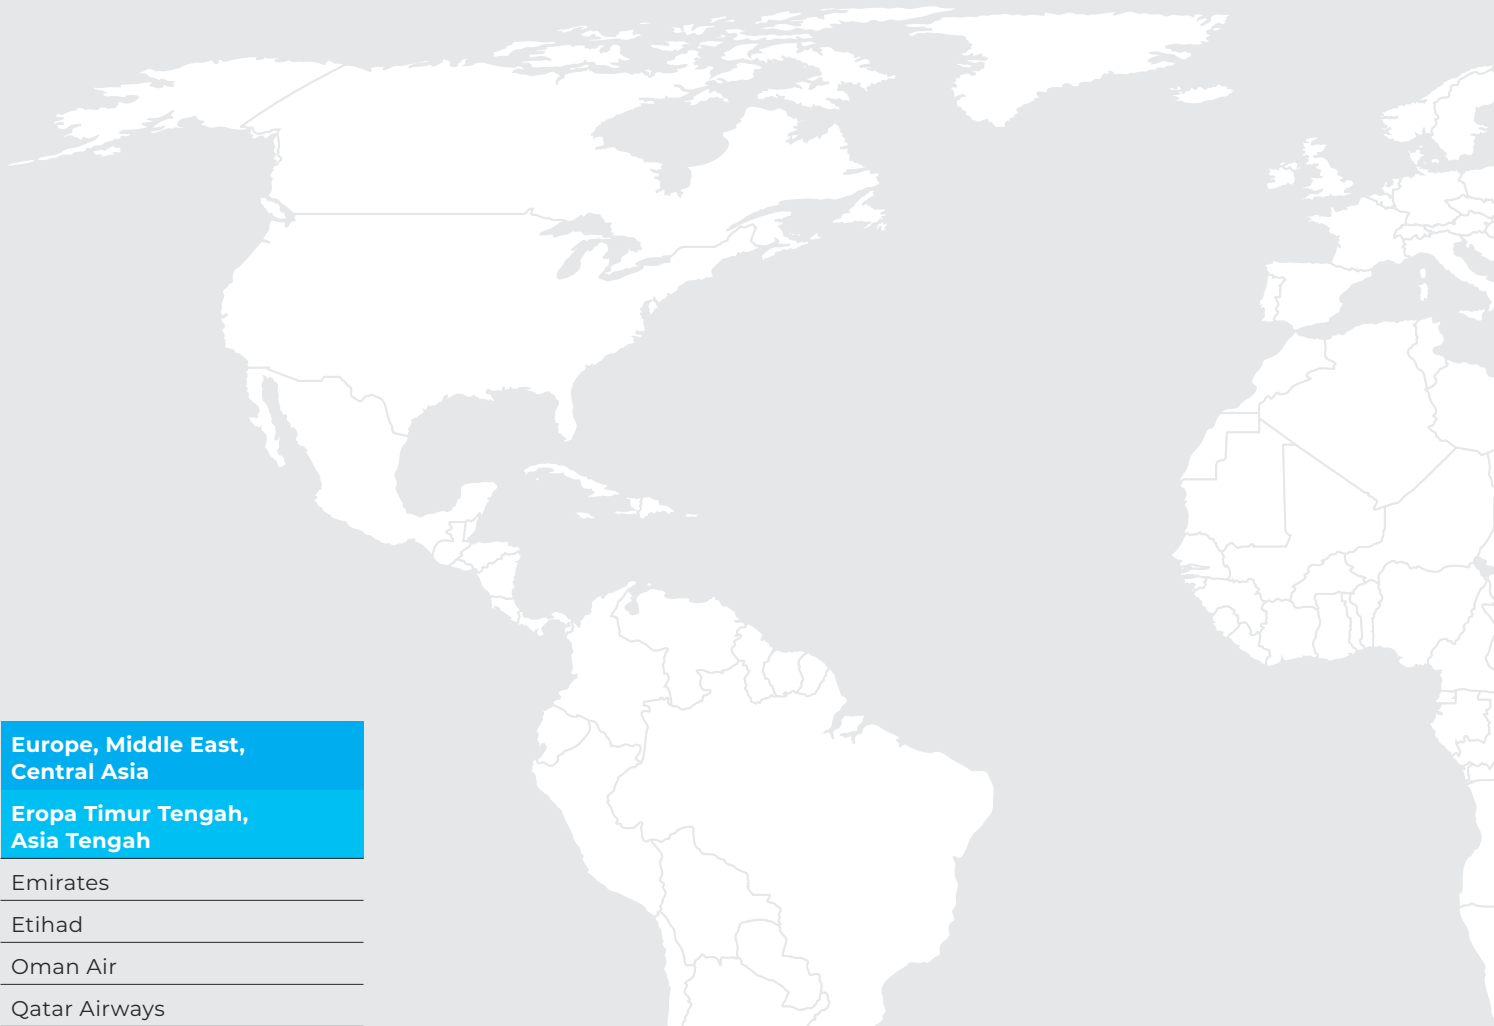 Europe, Middle East,
Central Asia
Eropa Timur Tengah,
Asia Tengah
Emirates
Etihad
Oman Air
Qatar Airways